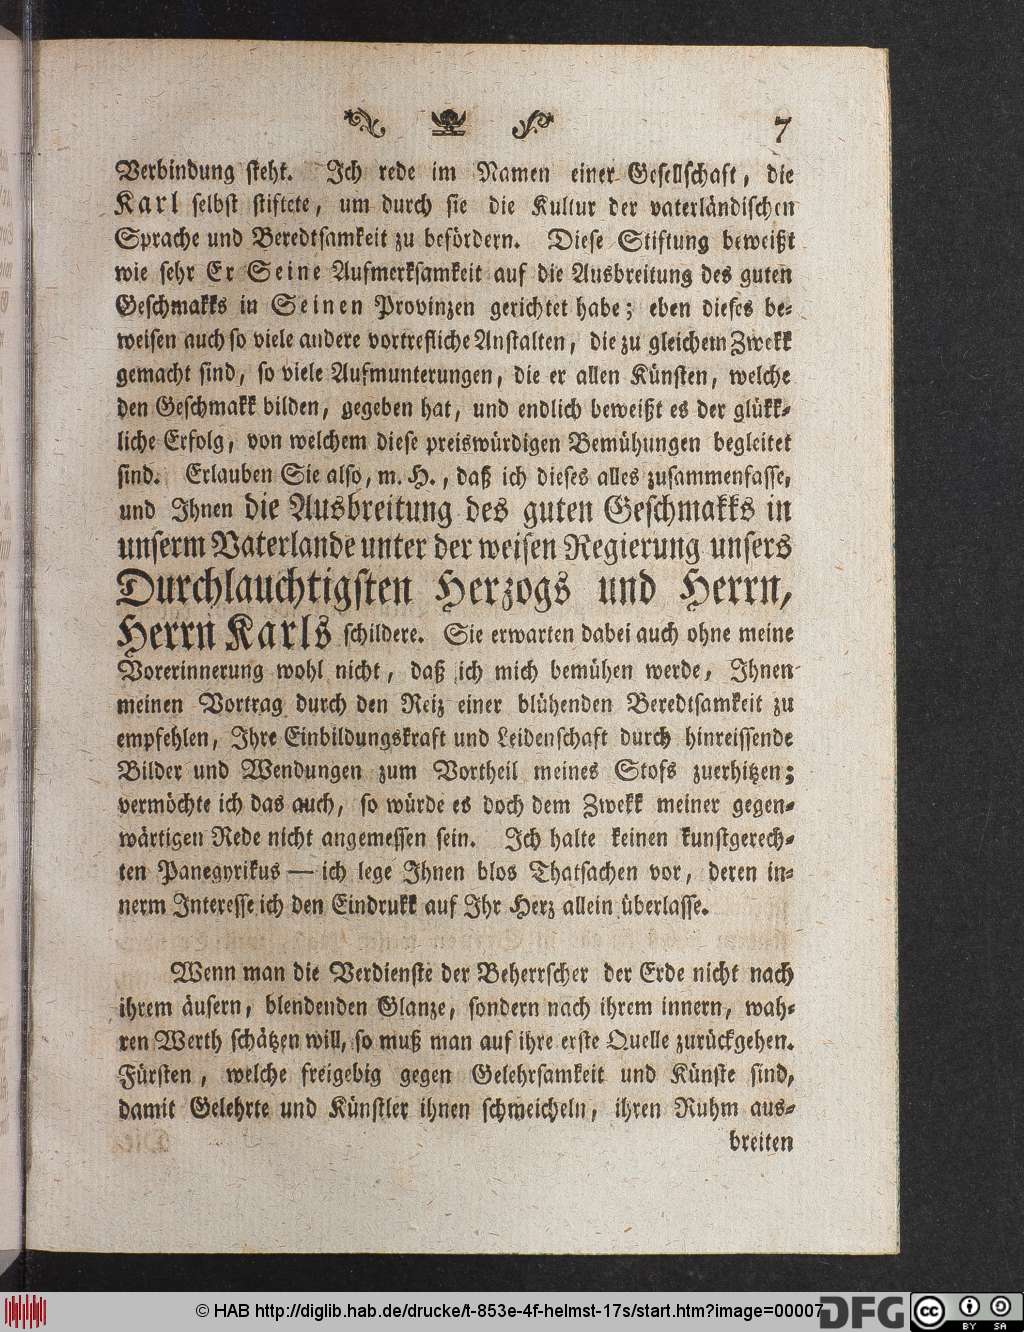 7
Verbindung steht. Ich rede im Namen einer Gesellschaft, die
Karl selbst stiftete, um durch sie die Kultur der vaterländischen
Sprache und Beredtsamkeit zu befördern. Diese Stiftung beweißt
wie sehr Er Seine Aufmerksamkeit auf die Ausbreitung des guten
Geschmakks in Seinen Provinzen gerichtet habe; eben dieses be-
weisen auch so viele andere vortrefliche Anstalten, die zu gleichem Zwekk
gemacht sind, so viele Aufmunterungen, die er allen Künsten, welche
den Geschmakk bilden, gegeben hat, und endlich beweißt es der glükk-
liche Erfolg, von welchem diese preiswürdigen Bemühungen begleitet
sind. Erlauben Sie also, m. H., daß ich dieses alles zusammenfasse,
und Ihnen die Ausbreitung des guten Geschmakks in
unserm Vaterlande unter der weisen Regierung unsers
Durchlauchtigsten Herzogs und Herrn,
Herrn Karls schildere. Sie erwarten dabei auch ohne meine
Vorerinnerung wohl nicht, daß ich mich bemühen werde, Ihnen
meinen Vortrag durch den Reiz einer blühenden Beredtsamkeit zu
empfehlen, Ihre Einbildungskraft und Leidenschaft durch hinreissende
Bilder und Wendungen zum Vortheil meines Stofs zuerhitzen;
vermöchte ich das auch, so würde es doch dem Zwekk meiner gegen-
wärtigen Rede nicht angemessen sein. Ich halte keinen kunstgerech-
ten Panegyrikus — ich lege Ihnen blos Thatsachen vor, deren in-
nerm Interesse ich den Eindrukk auf Ihr Herz allein überlasse.
Wenn man die Verdienste der Beherrscher der Erde nicht nach
ihrem äusern, blendenden Glanze, sondern nach ihrem innern, wah-
ren Werth schätzen will, so muß man auf ihre erste Quelle zurückgehen.
Fürsten, welche freigebig gegen Gelehrsamkeit und Künste sind,
damit Gelehrte und Künstler ihnen schmeicheln, ihren Ruhm aus-
breiten
© HAB http://diglib.hab.de/drucke/t-853e-4f-helmst-17s/start.htm?image=00007
DFG
cc BY SA